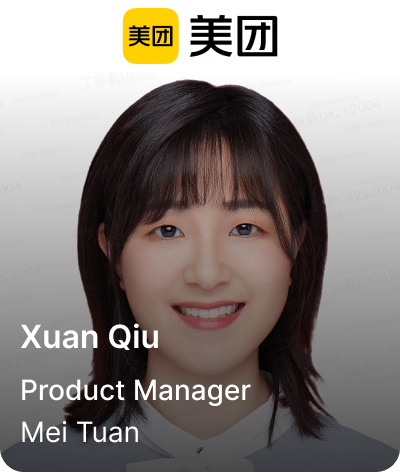 美团 美团
Xuan Qiu
Product Manager
Mei Tuan